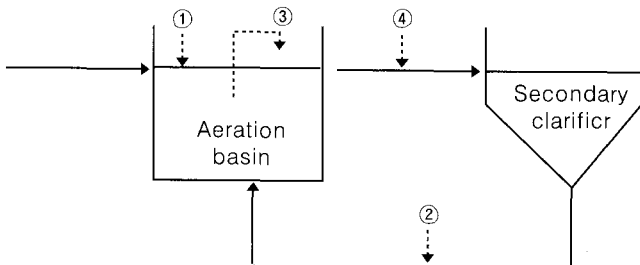 ① ③ ④
Secondary
clarificr
Aeration
basin
②